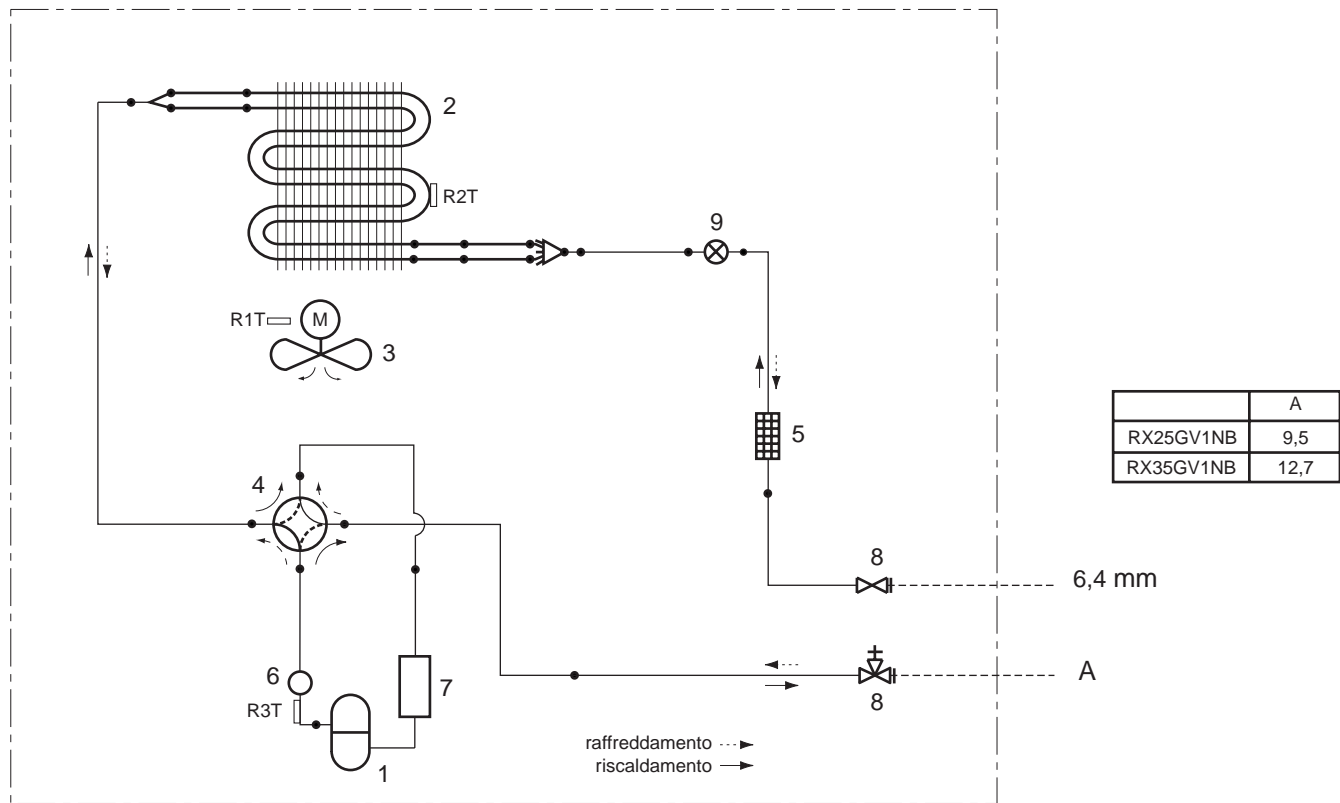 2
R2T
9
R1T
M
3
5
A
RX25GV1NB 9,5
RX35GV1NB 12,7
4
8
6,4 mm
6
7
A
R3T
8
1
raffreddamento
riscaldamento